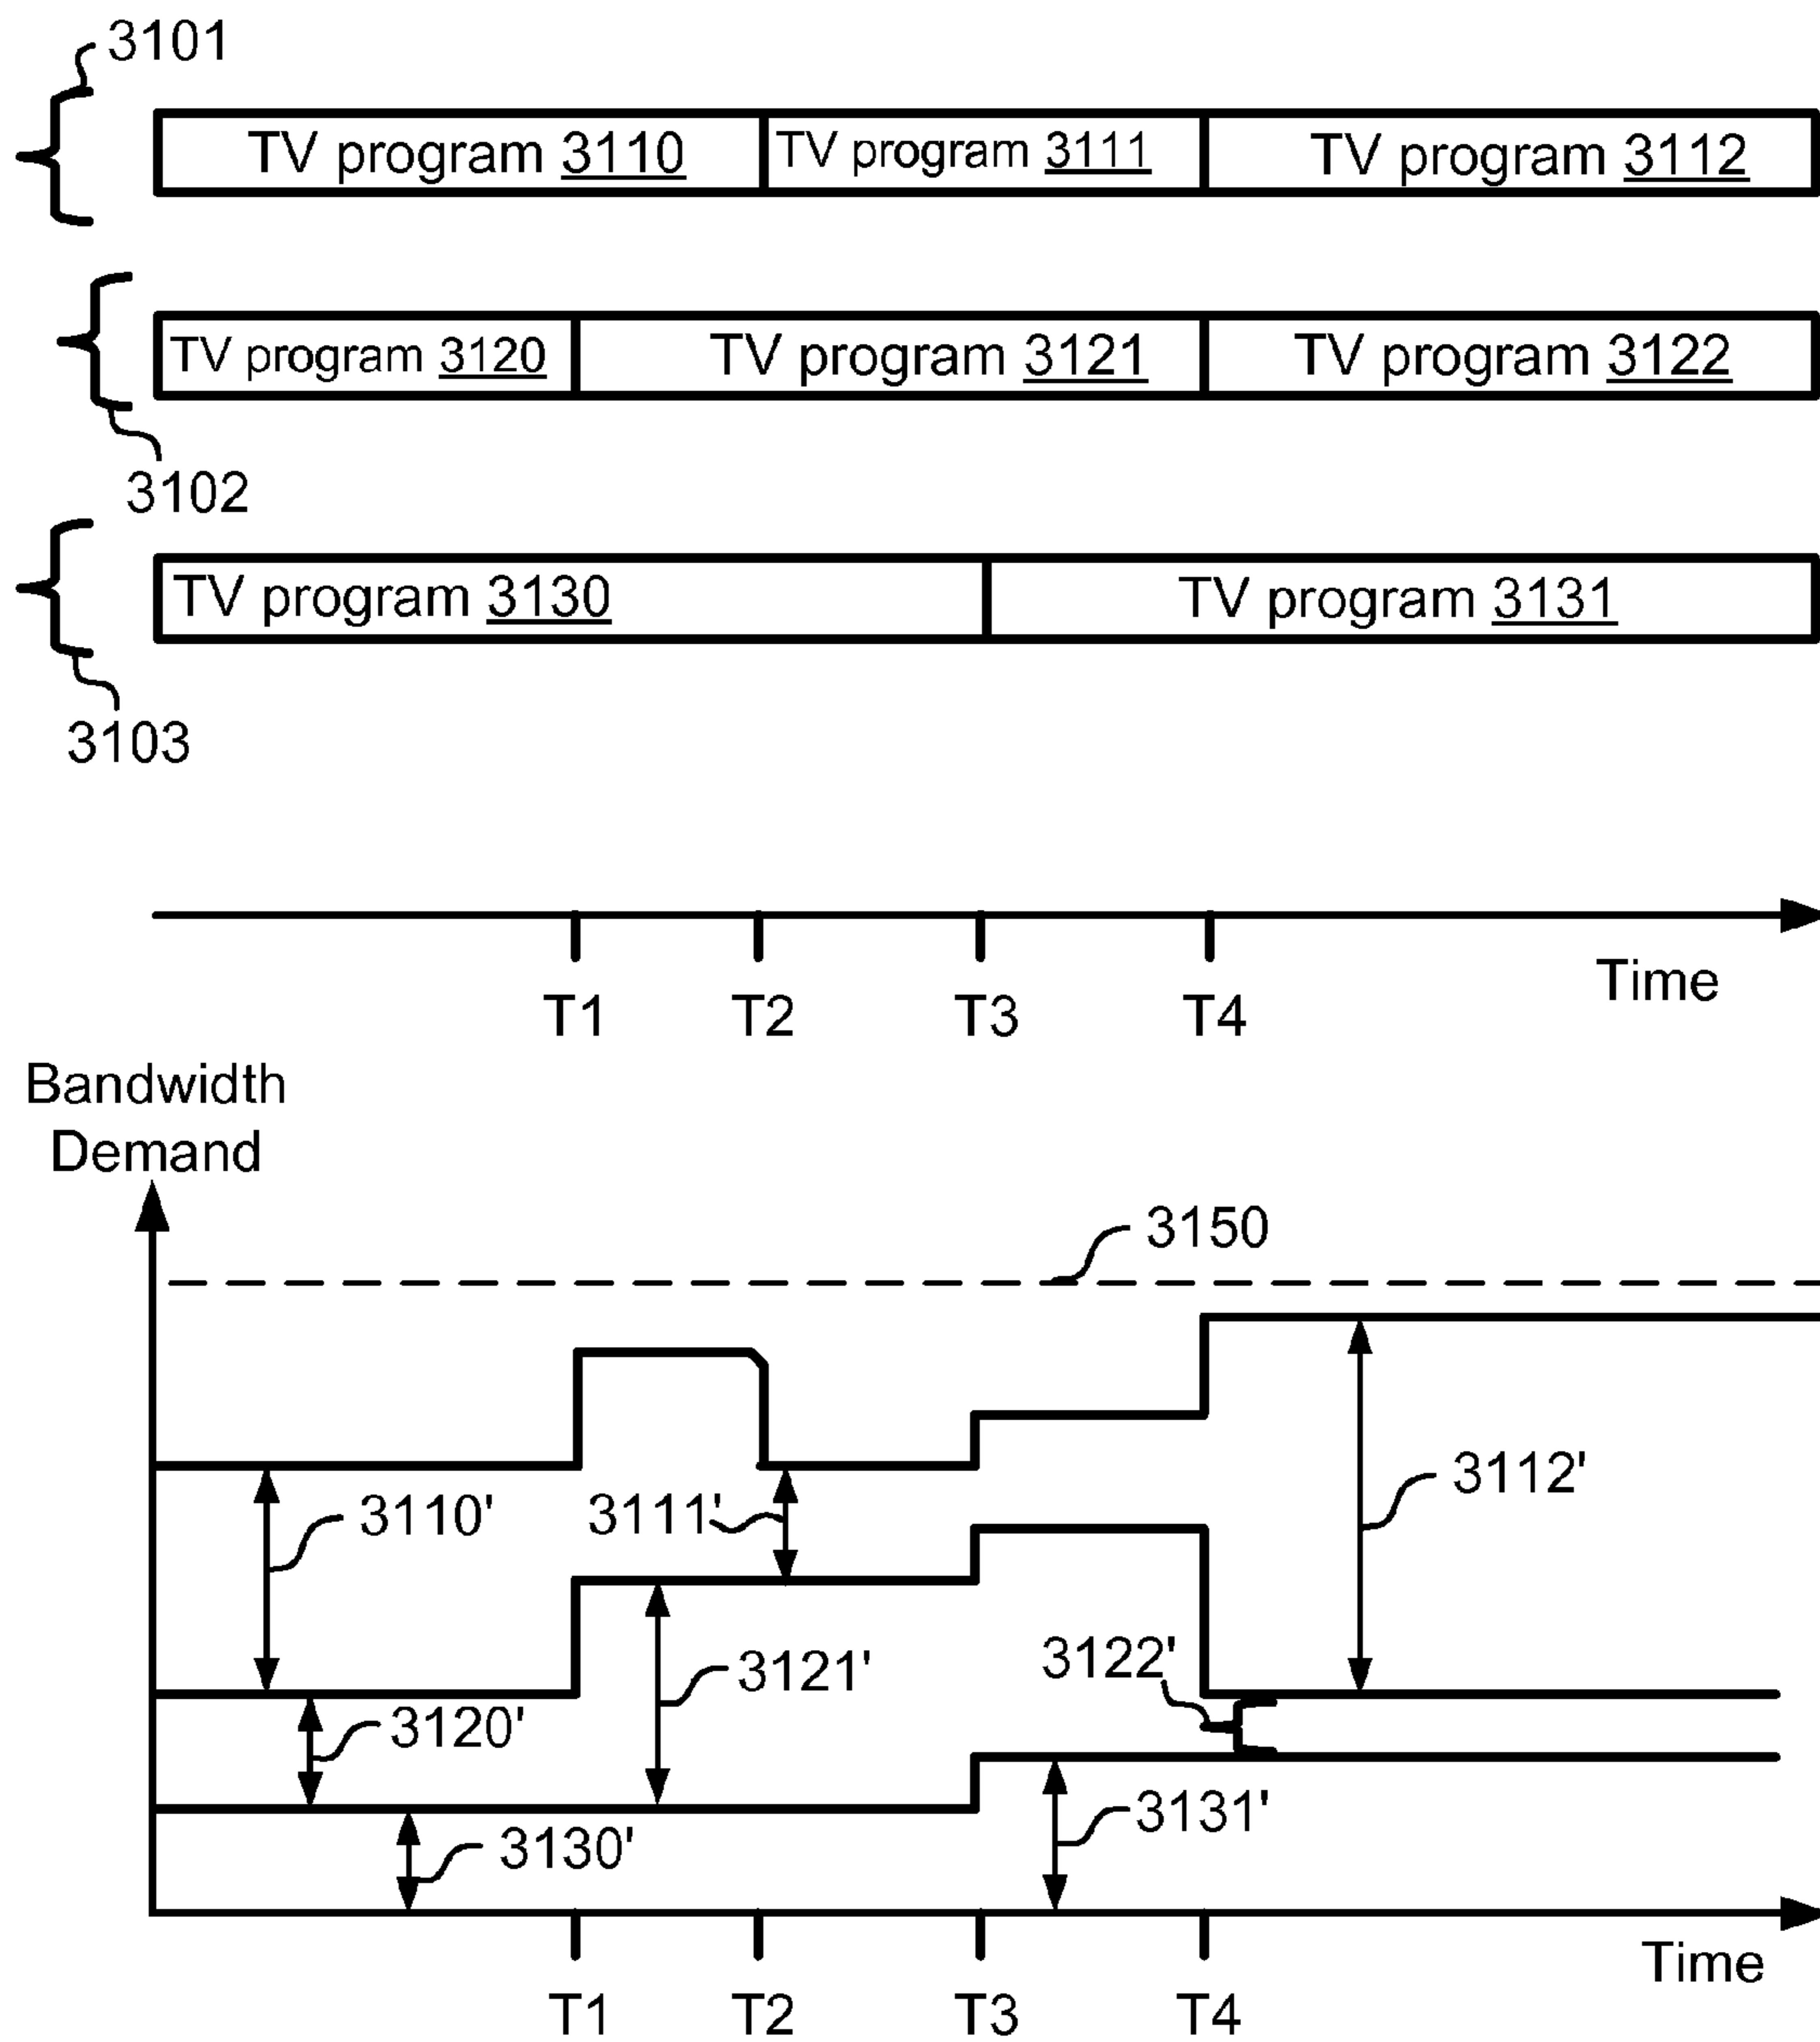 3101
TV program 3110 TV program 3111 TV program 3112
TV program 3120 TV program 3121 TV program 3122
3102
TV program 3130 TV program 3131
3103
Time
T1 T2 T3 T4
Bandwidth
Demand
3150
3112'
3110' 3111'
3122'
3121'
3120'
3131'
3130'
Time
T1 T2 T3 T4